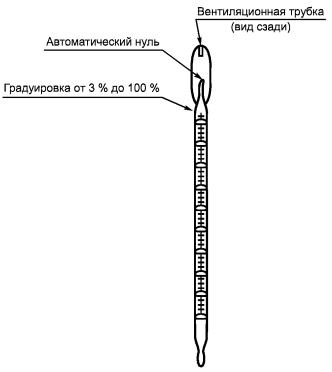 Вентиляционная трубка
(вид сзади)
Автоматический нуль
Градуировка от 3 % до 100 %